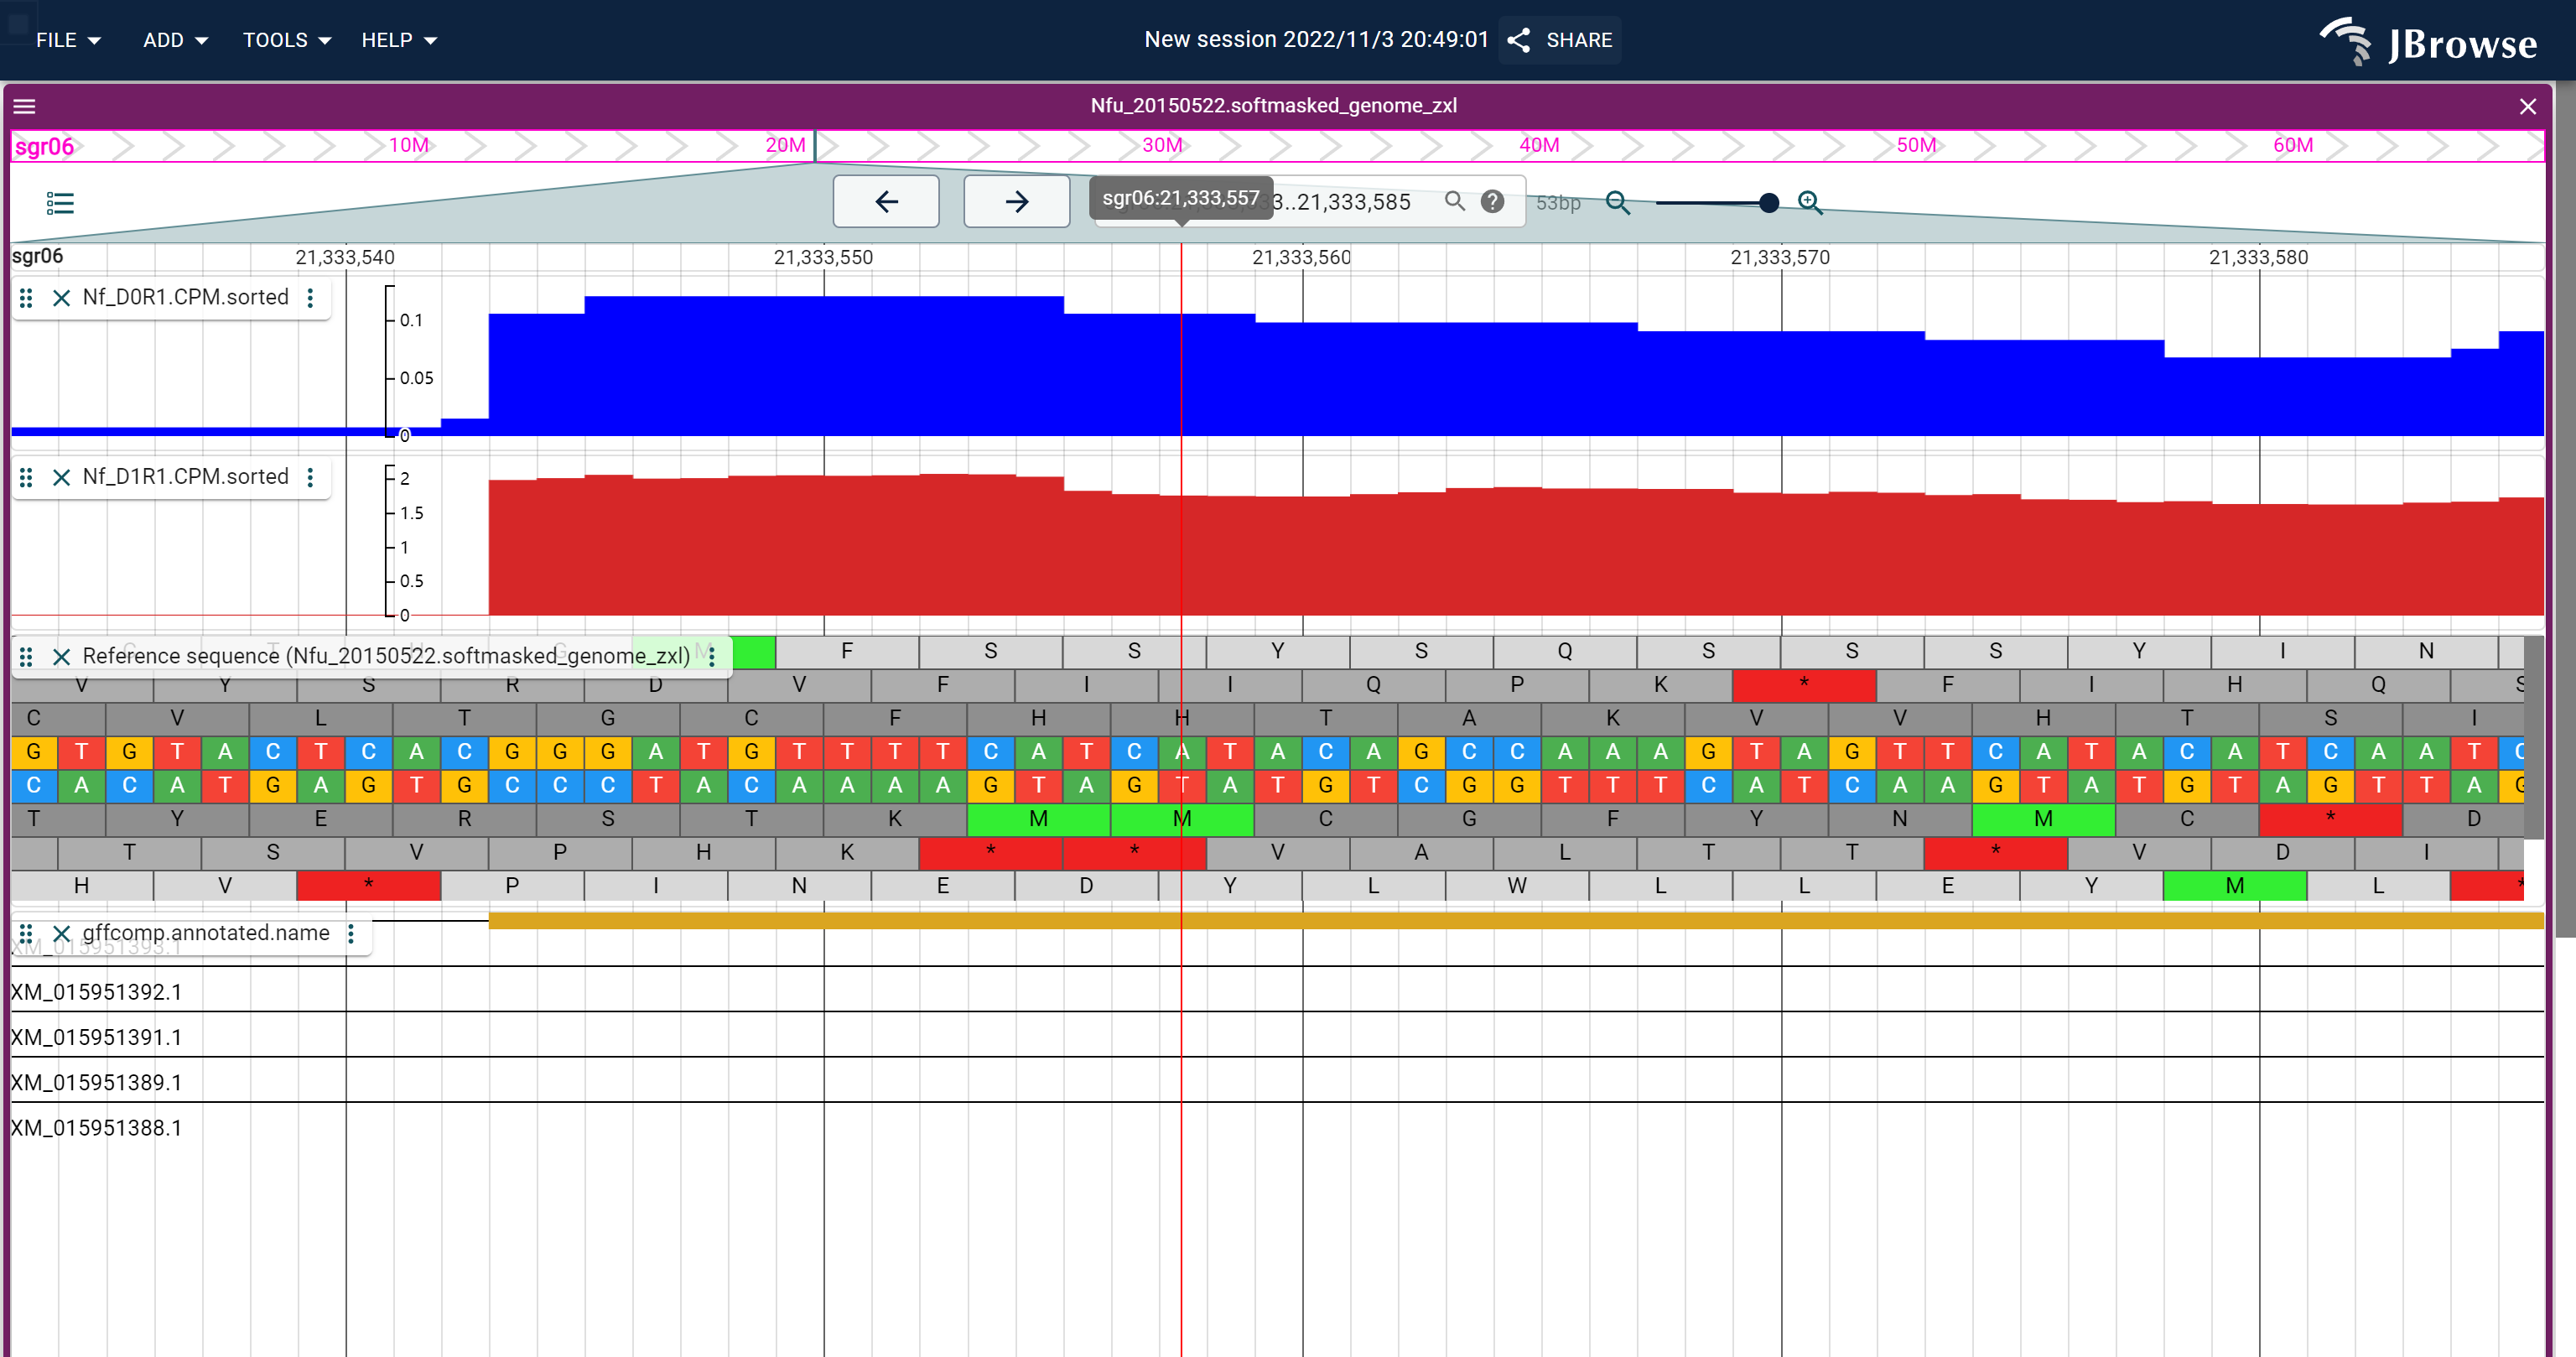 FILE ADD TOOLS HELP New session 2022/11/3 20:49:01 SHARE JBrowse
Nfu_20150522.softmasked_genome_zxl
sgr06 10M 20M 30M 40M 50M 60M
sgr06:21,333,557 3..21,333,585 53bp
sgr06 21,333,540 21,333,550 21,333,560 21,333,570 21,333,580
Nf_D0R1.CPM.sorted
0.1
0.05
0
Nf_D1R1.CPM.sorted
2
1.5
1
0.5
0
Reference sequence (Nfu_20150522.softmasked_genome_zxl) M F S S Y S Q S S S Y I N
V Y S R D V F I I Q P K * F I H Q S
C V L T G C F H H T A K V V H T S I
G T G T A C T C A C G G G A T G T T T T C A T C A T A C A G C C A A A G T A G T T C A T A C A T C A A T C
C A C A T G A G T G C C C T A C A A A A G T A G T A T G T C G G T T T C A T C A A G T A T G T A G T T A G
T Y E R S T K M M C G F Y N M C * D
T S V P H K * * V A L T T * V D I
H V * P I N E D Y L W L L E Y M L *
gffcomp.annotated.name
XM_015951393.1
XM_015951392.1
XM_015951391.1
XM_015951389.1
XM_015951388.1